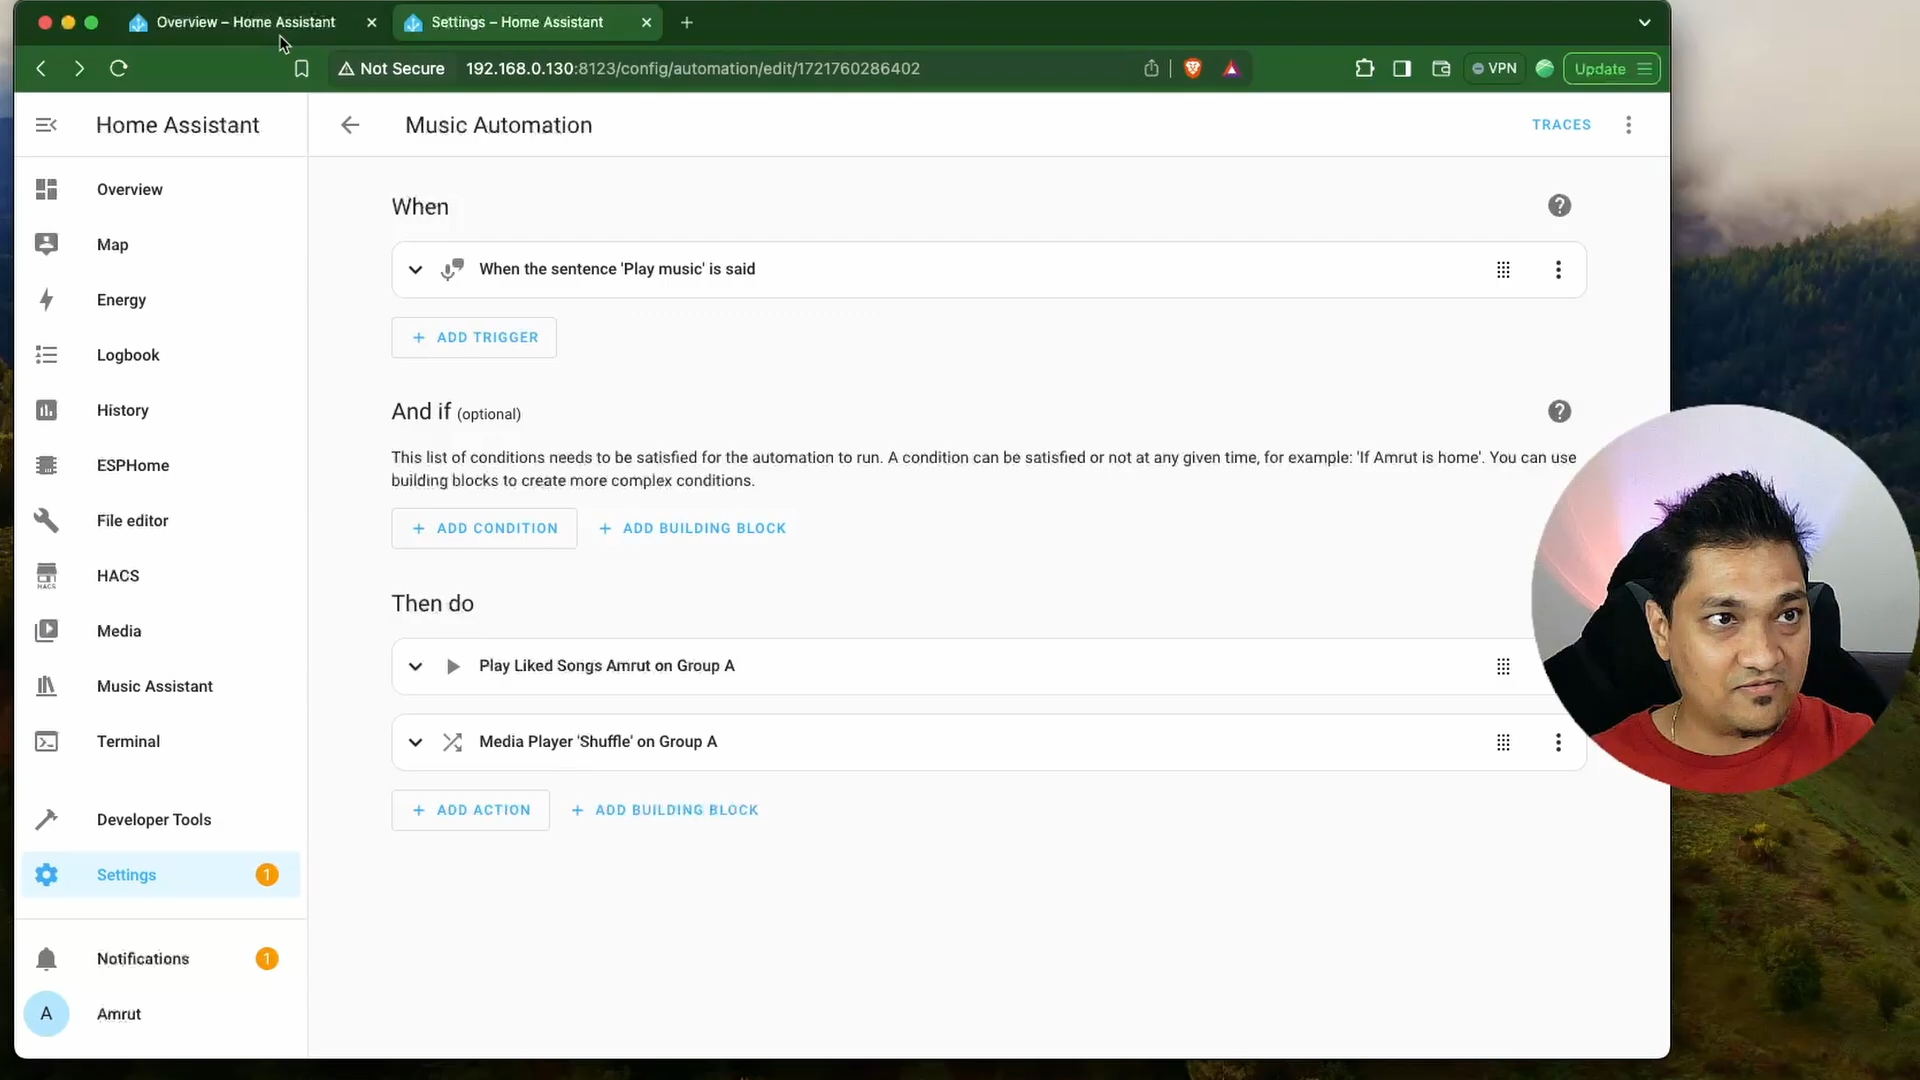 Overview – Home Assistant
Settings – Home Assistant
Not Secure
192.168.0.130:8123/config/automation/edit/1721760286402
VPN
Update
Home Assistant
Music Automation
TRACES
Overview
Map
Energy
Logbook
History
ESPHome
File editor
HACS
HACS
Media
Music Assistant
Terminal
Developer Tools
Settings
1
Notifications
1
A
Amrut
When
When the sentence 'Play music' is said
+ ADD TRIGGER
And if (optional)
This list of conditions needs to be satisfied for the automation to run. A condition can be satisfied or not at any given time, for example: 'If Amrut is home'. You can use
building blocks to create more complex conditions.
+ ADD CONDITION
+ ADD BUILDING BLOCK
Then do
Play Liked Songs Amrut on Group A
Media Player 'Shuffle' on Group A
+ ADD ACTION
+ ADD BUILDING BLOCK